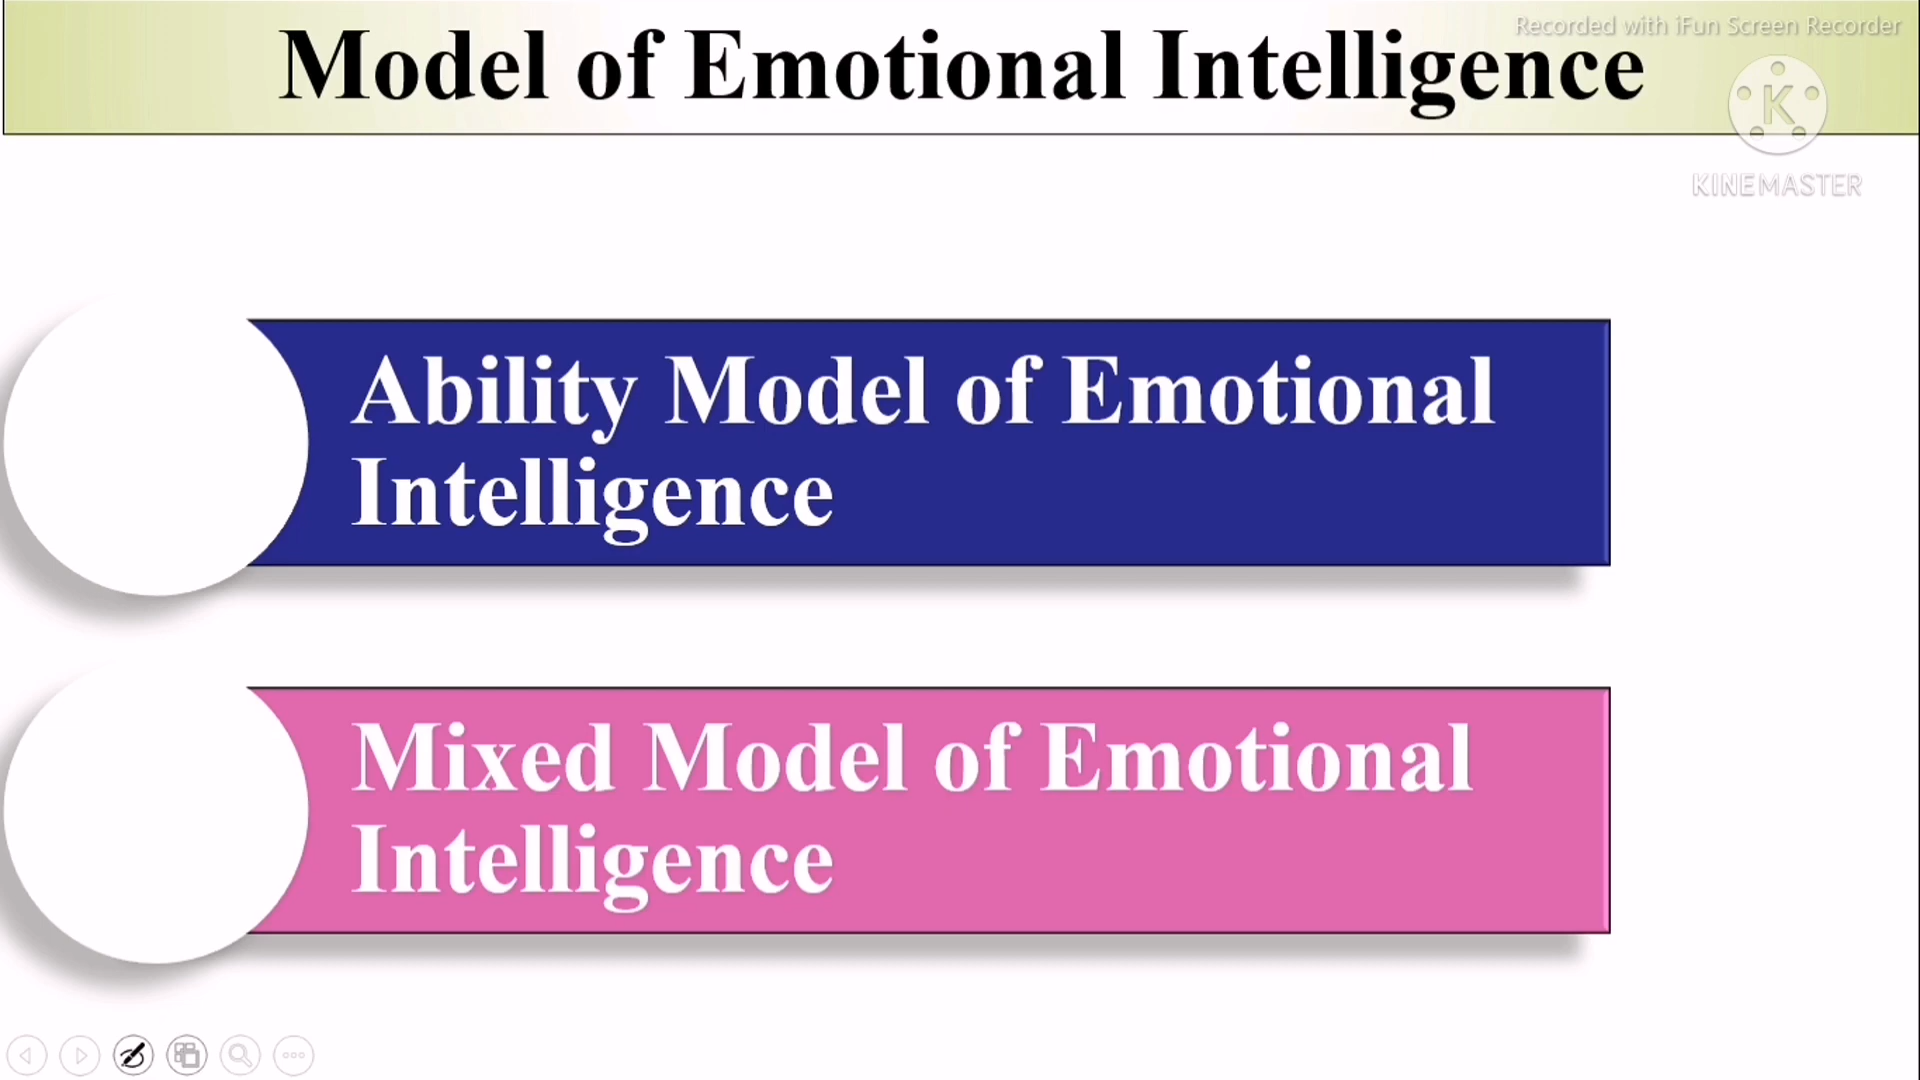 Recorded with iFun Screen Recorder
Model of Emotional Intelligence
K
KINEMASTER
Ability Model of Emotional
Intelligence
Mixed Model of Emotional
Intelligence